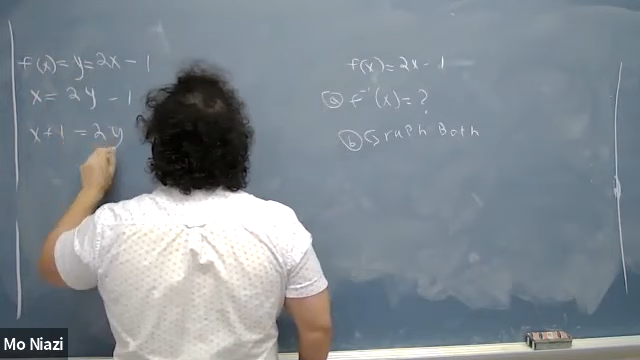 f(x)=y=2x-1
x=2y-1
x+1=2y
f(x)=2x-1
ⓐ f⁻¹(x)=?
ⓑ Graph Both
Mo Niazi